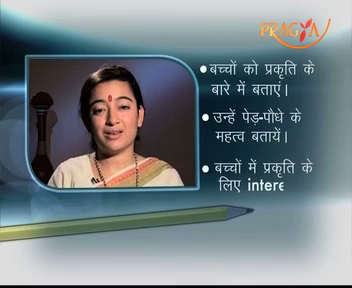 PRAGYA
• बच्चों को प्रकृति के
बारे में बताएं।
• उन्हें पेड़-पौधे के
महत्व बतायें।
• बच्चों में प्रकृति के
लिए intere